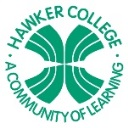 · HAWKER COLLEGE ·
A COMMUNITY OF LEARNING